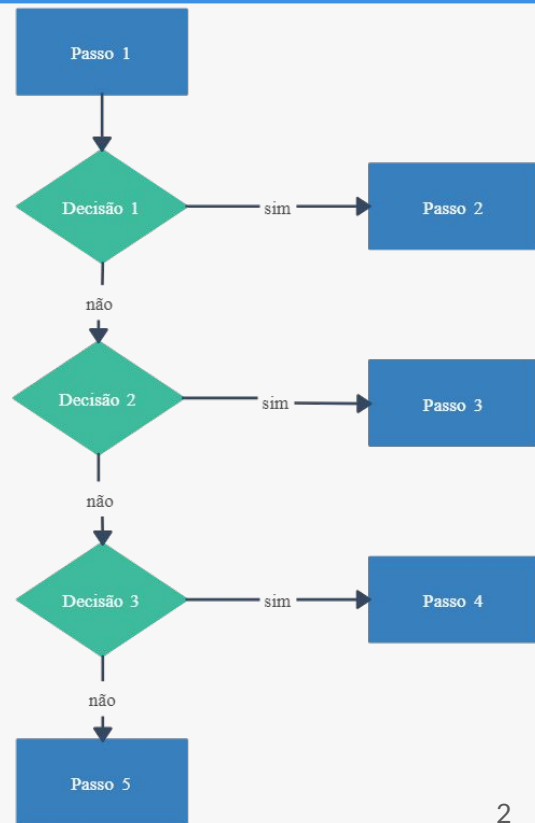 Passo 1
Decisão 1
sim
Passo 2
não
Decisão 2
sim
Passo 3
não
Decisão 3
sim
Passo 4
não
Passo 5
2